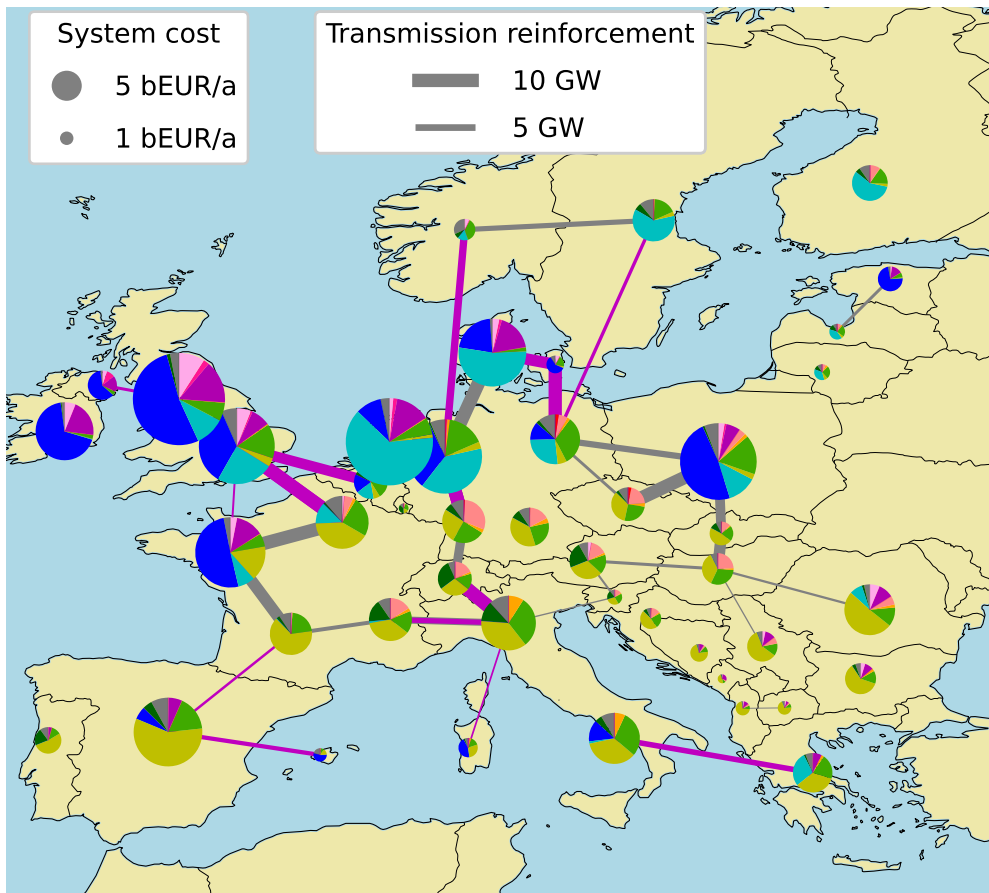 System cost
5 bEUR/a
1 bEUR/a
Transmission reinforcement
10 GW
5 GW